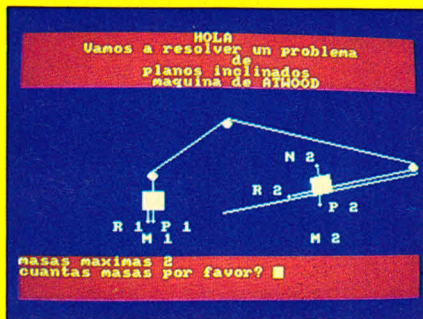 HOLA
Vamos a resolver un problema
de
planos inclinados
maquina de ATWOOD
N 2
R 2
P 2
R 1 P 1
M 1
M 2
masas maximas 2
cuantas masas por favor?